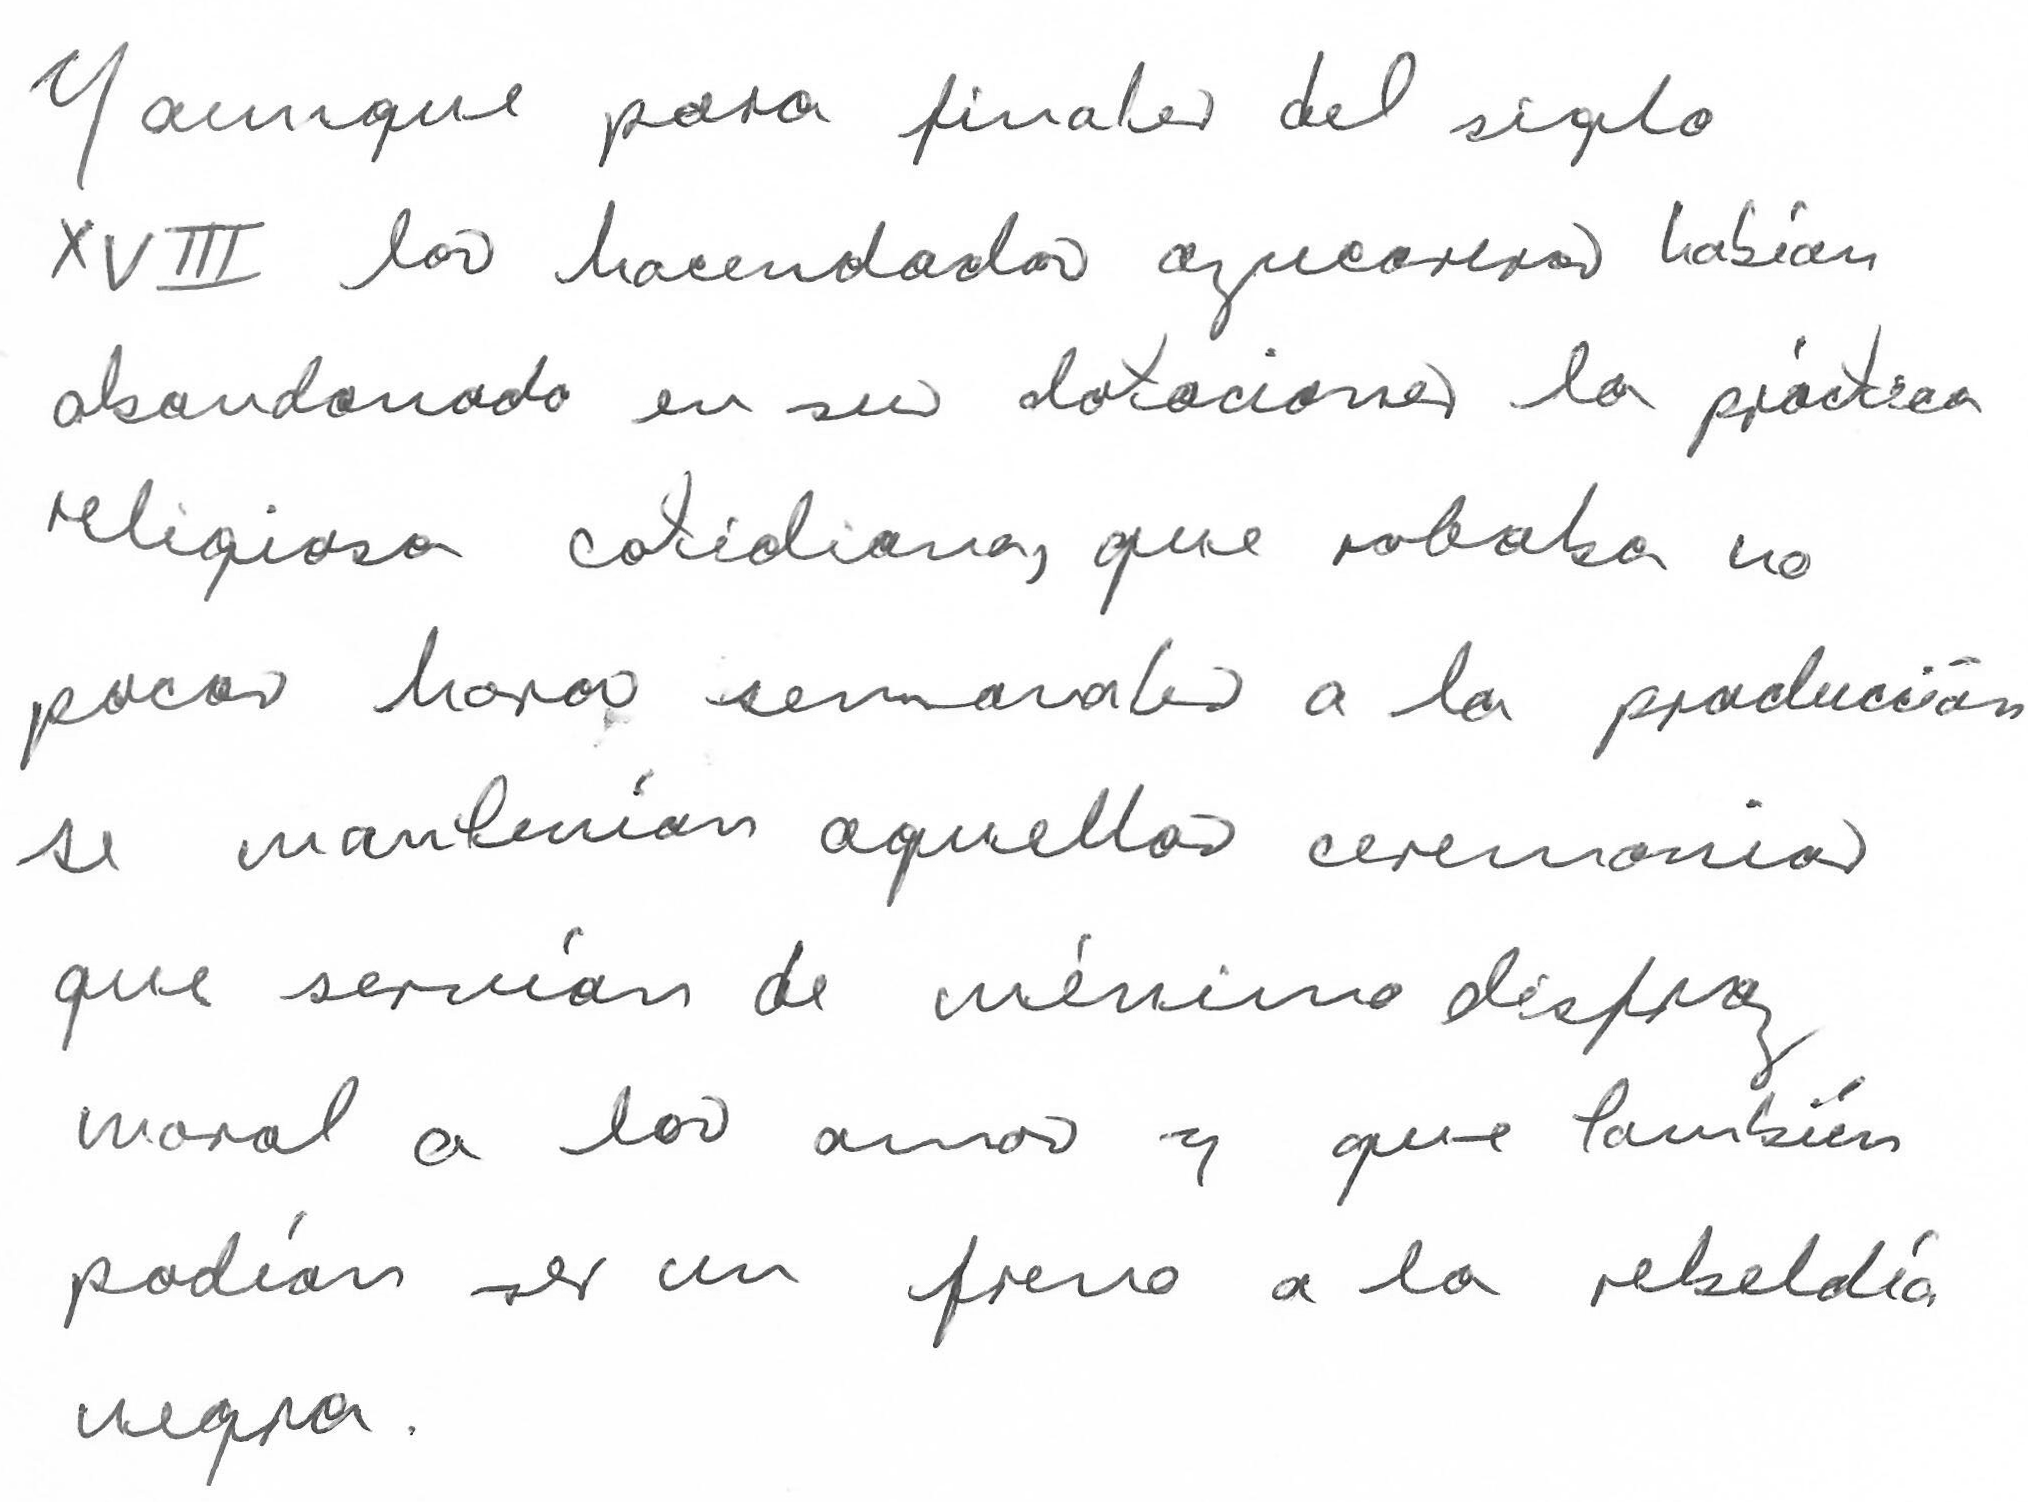 Y aunque para finales del siglo
XVIII los hacendados azucareros habían
abandonado en sus dotaciones la práctica
religiosa cotidiana, que robaba no
pocas horas semanales a la producción
se mantenían aquellas ceremonias
que servían de mínimo disfraz
moral a los amos y que también
podían ser un freno a la rebeldía
negra.